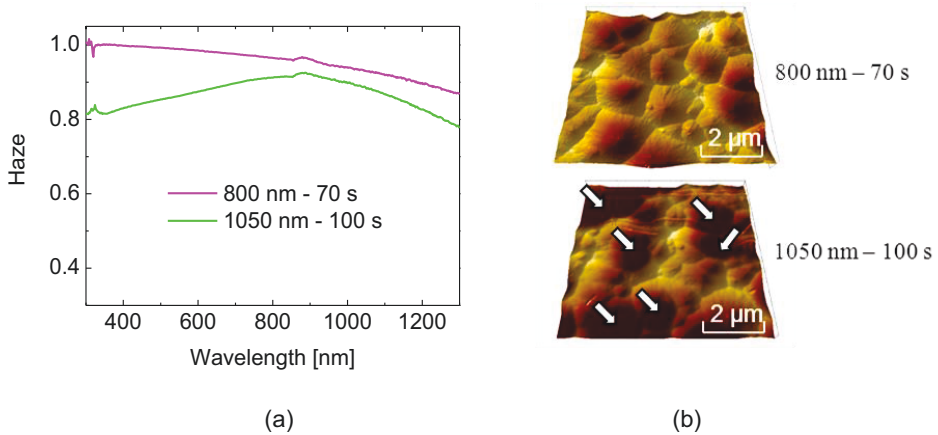 1.0
0.8
0.6
0.4
Haze
800 nm - 70 s
1050 nm - 100 s
400 600 800 1000 1200
Wavelength [nm]
(a)
(b)
2 μm
800 nm – 70 s
2 μm
1050 nm – 100 s